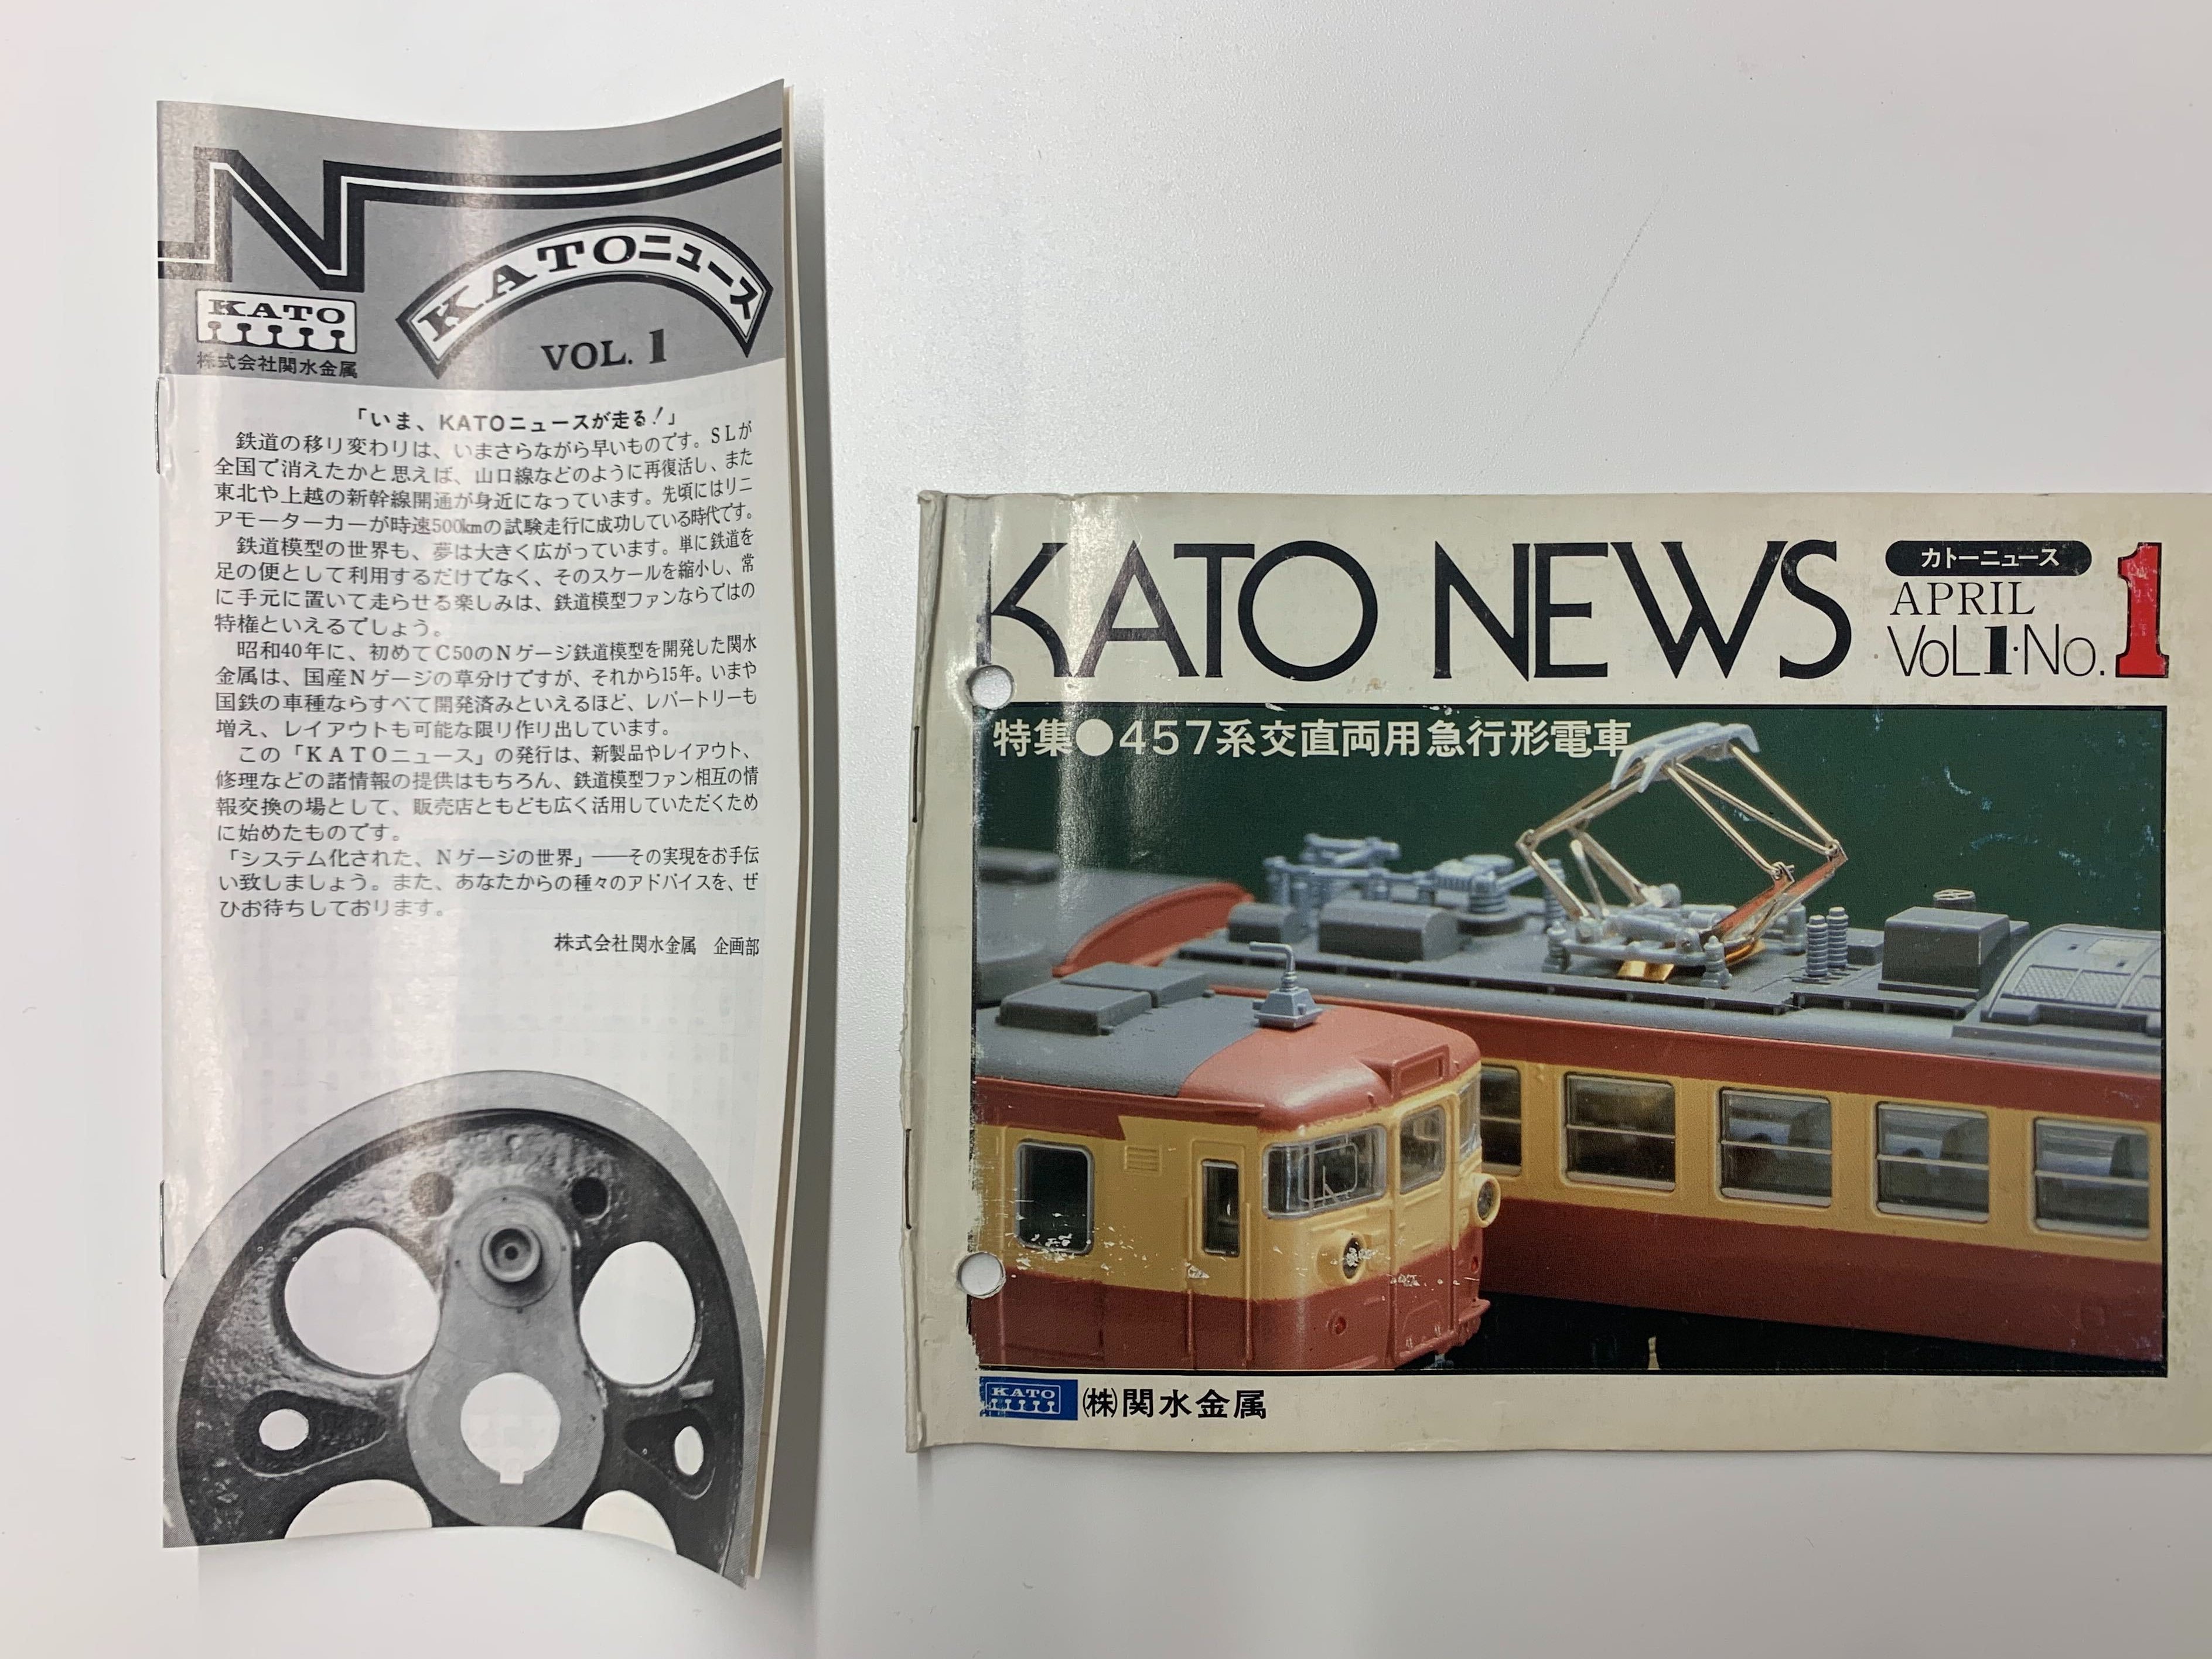 N
KATOニュース
KATO
株式会社関水金属
VOL. 1
「いま、KATOニュースが走る!」
鉄道の移り変わりは、いまさらながら早いものです。SLが
全国で消えたかと思えば、山口線などのように再復活し、また
東北や上越の新幹線開通が身近になっています。先頃にはリニ
アモーターカーが時速500kmの試験走行に成功している時代です。
鉄道模型の世界も、夢は大きく広がっています。単に鉄道を
足の便として利用するだけでなく、そのスケールを縮小し、常
に手元に置いて走らせる楽しみは、鉄道模型ファンならではの
特権といえるでしょう。
昭和40年に、初めてC50のNゲージ鉄道模型を開発した関水
金属は、国産Nゲージの草分けですが、それから15年。いまや
国鉄の車種ならすべて開発済みといえるほど、レパートリーも
増え、レイアウトも可能な限り作り出しています。
この「KATOニュース」の発行は、新製品やレイアウト、
修理などの諸情報の提供はもちろん、鉄道模型ファン相互の情
報交換の場として、販売店ともども広く活用していただくため
に始めたものです。
「システム化された、Nゲージの世界」――その実現をお手伝
い致しましょう。また、あなたからの種々のアドバイスを、ぜ
ひお待ちしております。
株式会社関水金属 企画部
KATO NEWS
カトーニュース
APRIL
VOL.1・No.1
特集●457系交直両用急行形電車
KATO
㈱関水金属